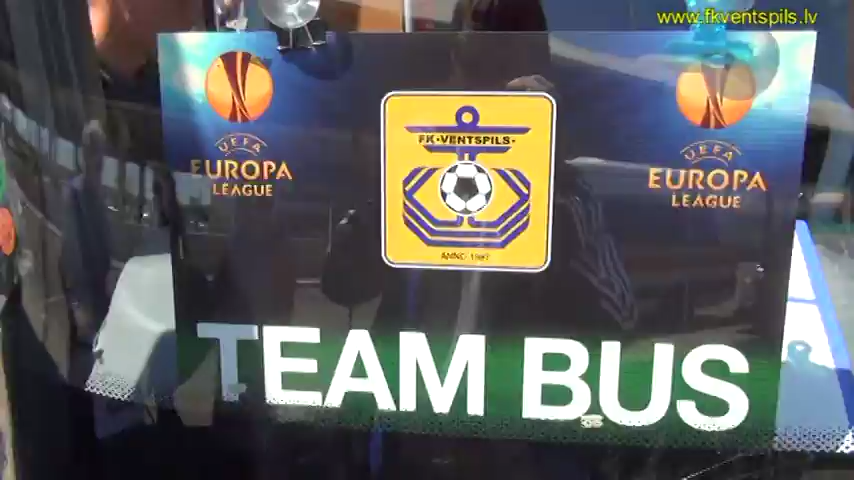 www.fkventspils.lv
UEFA
EUROPA
LEAGUE
FK·VENTSPILS·
ANNO 1997
UEFA
EUROPA
LEAGUE
TEAM BUS